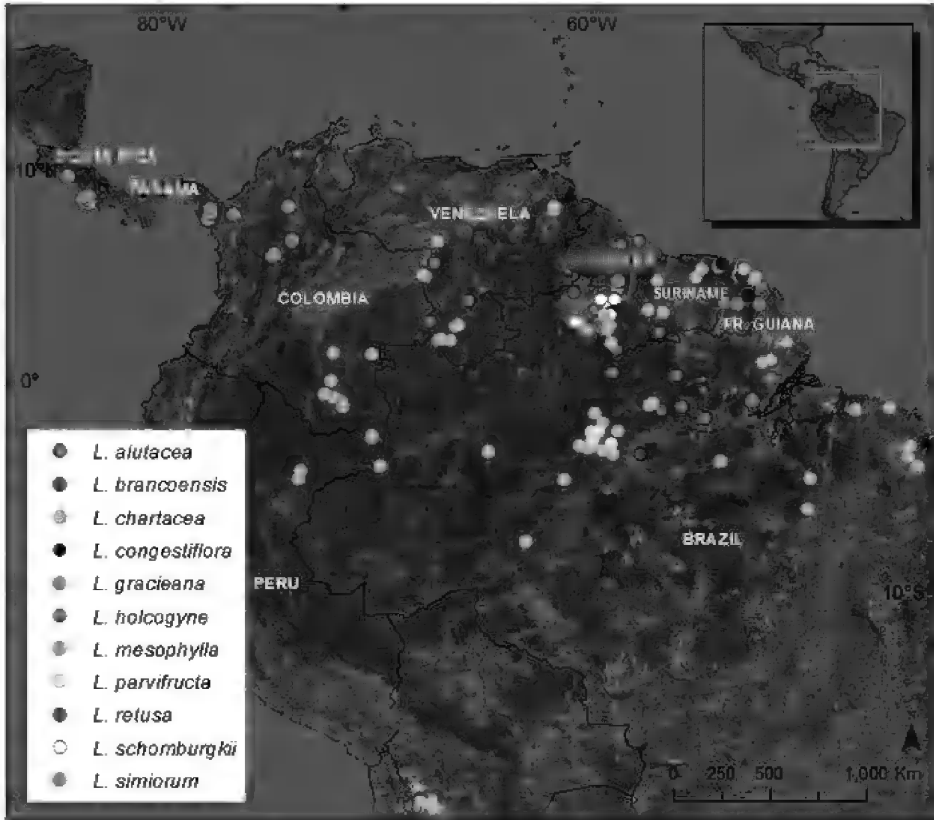 80°W 60°W
10°N
PANAMA
VENEZUELA
COLOMBIA
SURINAME
FR. GUIANA
0°
L. alutacea
L. brancoensis
L. chartacea
L. congestiflora
L. gracieana
L. holcogyne
L. mesophylla
L. parvifructa
L. retusa
L. schomburgkii
L. simiorum
BRAZIL
PERU
10°S
0 250 500 1,000 Km